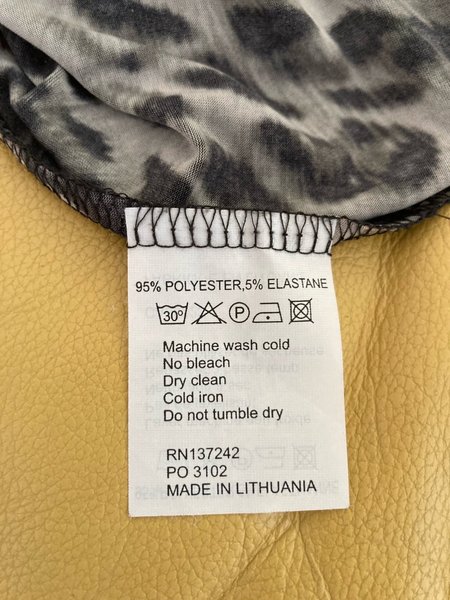 95% POLYESTER,5% ELASTANE
30° P
Machine wash cold
No bleach
Dry clean
Cold iron
Do not tumble dry
RN137242
PO 3102
MADE IN LITHUANIA